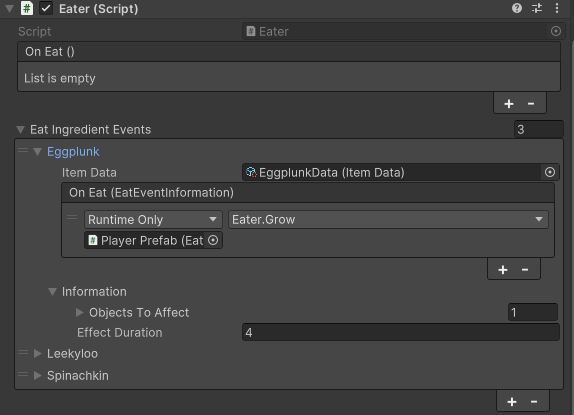 Eater (Script)
Script Eater
On Eat ()
List is empty
+ -
Eat Ingredient Events 3
Eggplunk
Item Data EggplunkData (Item Data)
On Eat (EatEventInformation)
Runtime Only Eater.Grow
Player Prefab (Eat
+ -
Information
Objects To Affect 1
Effect Duration 4
Leekyloo
Spinachkin
+ -